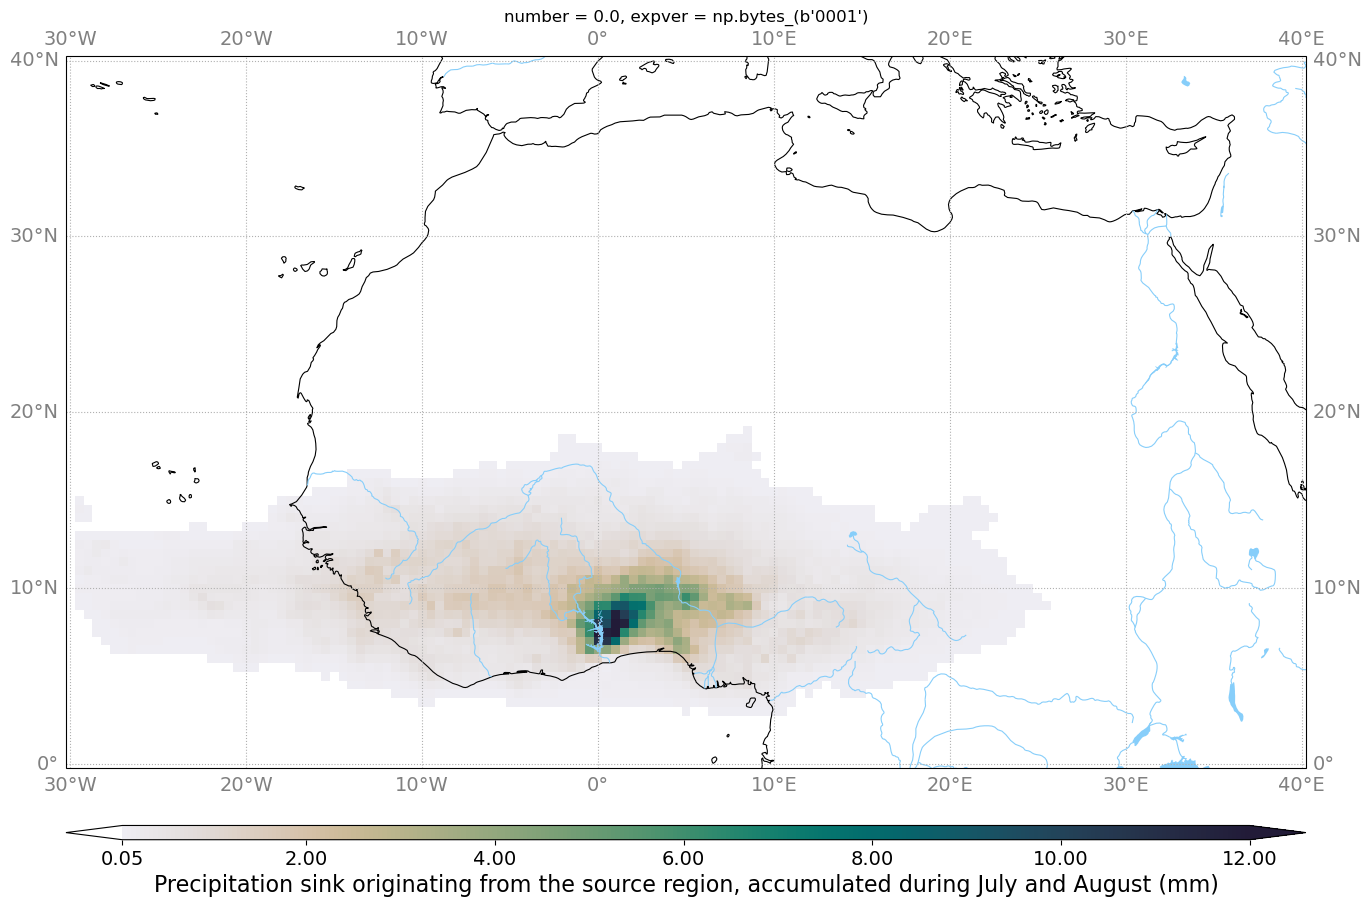 number = 0.0, expver = np.bytes_(b'0001')
30°W 20°W 10°W 0° 10°E 20°E 30°E 40°E
40°N 40°N
30°N 30°N
20°N 20°N
10°N 10°N
0° 0°
30°W 20°W 10°W 0° 10°E 20°E 30°E 40°E
0.05 2.00 4.00 6.00 8.00 10.00 12.00
Precipitation sink originating from the source region, accumulated during July and August (mm)